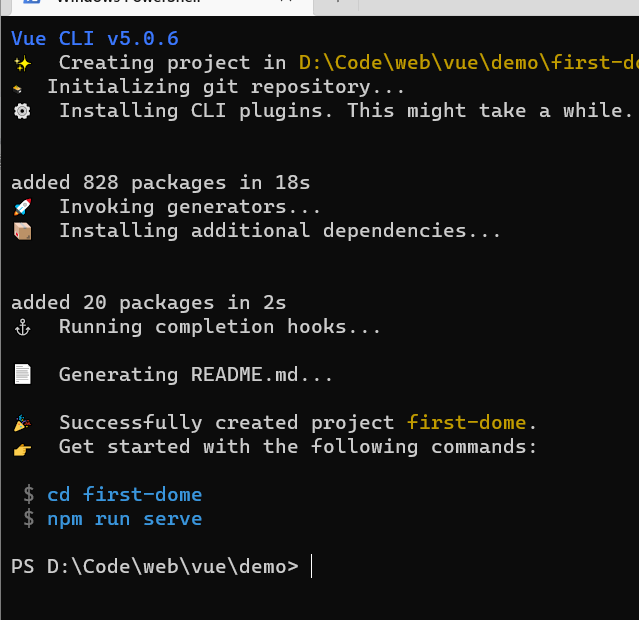 Windows PowerShell
Vue CLI v5.0.6
✨ Creating project in D:\Code\web\vue\demo\first-do
Initializing git repository...
⚙️ Installing CLI plugins. This might take a while.
added 828 packages in 18s
🚀 Invoking generators...
📦 Installing additional dependencies...
added 20 packages in 2s
⚓ Running completion hooks...
📄 Generating README.md...
🎉 Successfully created project first-dome.
👉 Get started with the following commands:
$ cd first-dome
$ npm run serve
PS D:\Code\web\vue\demo>